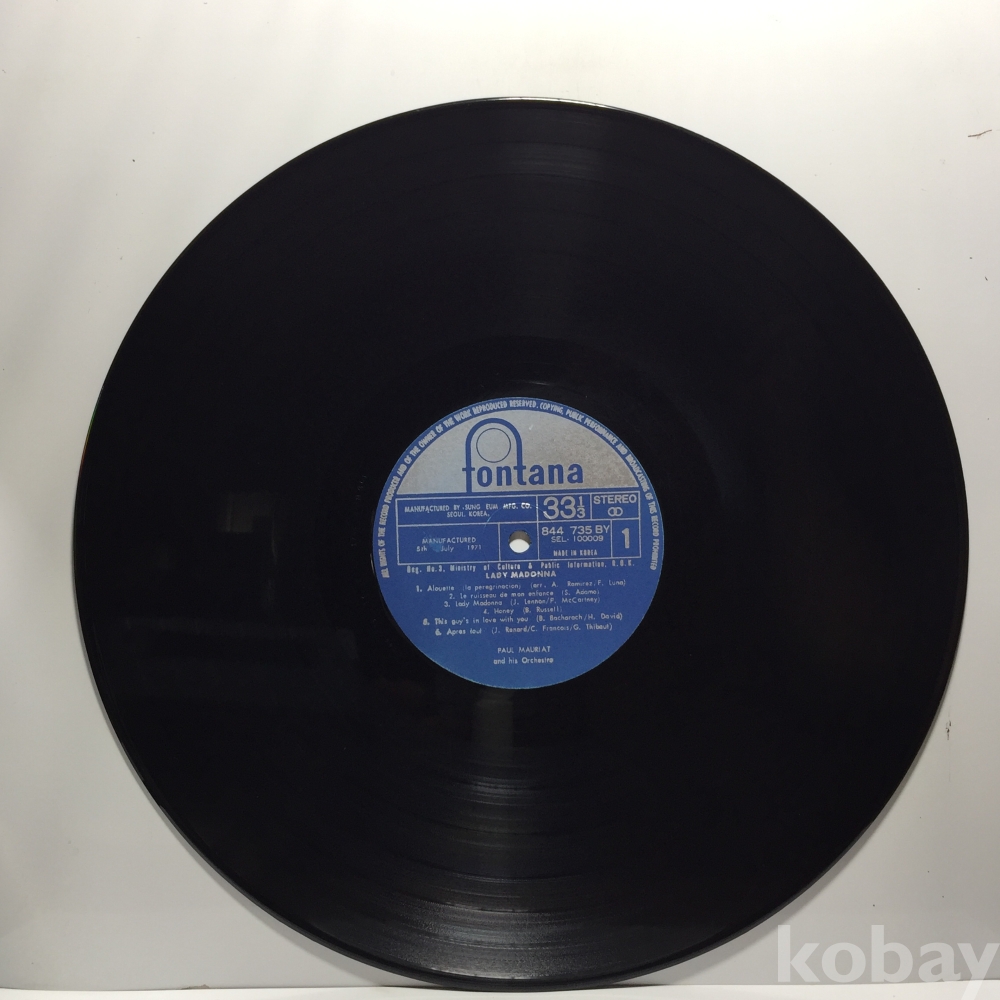 ALL RIGHTS OF THE RECORD PRODUCER AND OF THE OWNER OF THE WORK REPRODUCED RESERVED. COPYING, PUBLIC PERFORMANCE AND BROADCASTING OF THIS RECORD PROHIBITED
fontana
MANUFACTURED BY SUNG EUM MFG. CO.
SEOUL. KOREA.
33 1/3
STEREO
844 735 BY
SEL- 100009
1
MANUFACTURED
July 1971
MADE IN KOREA
Reg. No.3, Ministry of Culture & Public Information, R.O.K.
LADY MADONNA
1. Alouette (la peregrinacion) (arr. A. Ramirez/F. Luna)
2. Le ruisseau de mon enfance (S. Adamo)
3. Lady Madonna (J. Lennon/P. McCartney)
4. Honey (B. Russell)
5. This guy's in love with you (B. Bacharach/H. David)
6. Apres tout (J. Renard/C. Francois/G. Thibaut)
PAUL MAURIAT
and his Orchestra
kobay